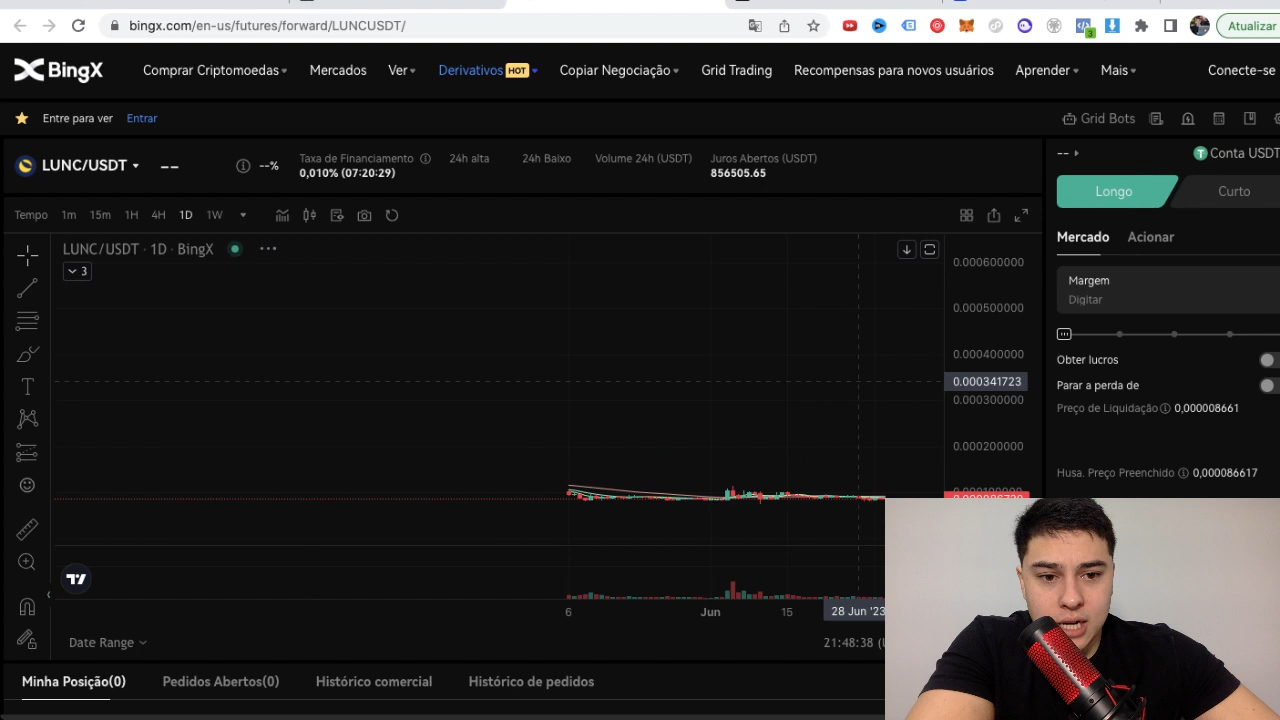 bingx.com/en-us/futures/forward/LUNCUSDT/
3
Atualizar
BingX
Comprar Criptomoedas
Mercados
Ver
Derivativos HOT
Copiar Negociação
Grid Trading
Recompensas para novos usuários
Aprender
Mais
Conecte-se
Entre para ver
Entrar
Grid Bots
LUNC/USDT
--
--%
Taxa de Financiamento
0,010% (07:20:29)
24h alta
24h Baixo
Volume 24h (USDT)
Juros Abertos (USDT)
856505.65
--
Conta USDT
Longo
Curto
Tempo
1m
15m
1H
4H
1D
1W
Mercado
Acionar
LUNC/USDT · 1D · BingX
3
0.000600000
0.000500000
0.000400000
0.000341723
0.000300000
0.000200000
Margem
Digitar
Obter lucros
Parar a perda de
Preço de Liquidação 0,000008661
Husa. Preço Preenchido 0,000086617
6
Jun
15
28 Jun '23
Date Range
21:48:38
Minha Posição(0)
Pedidos Abertos(0)
Histórico comercial
Histórico de pedidos